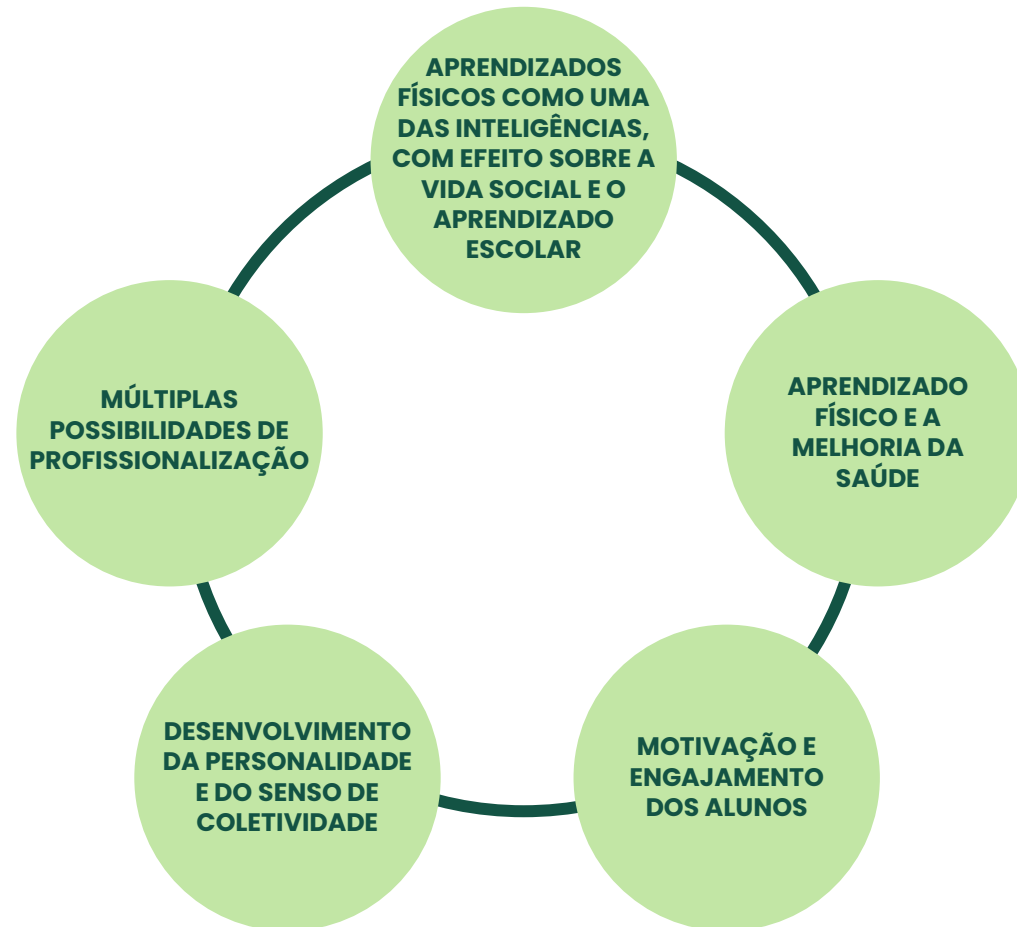 APRENDIZADOS
FÍSICOS COMO UMA
DAS INTELIGÊNCIAS,
COM EFEITO SOBRE A
VIDA SOCIAL E O
APRENDIZADO
ESCOLAR
APRENDIZADO
FÍSICO E A
MELHORIA DA
SAÚDE
MOTIVAÇÃO E
ENGAJAMENTO
DOS ALUNOS
DESENVOLVIMENTO
DA PERSONALIDADE
E DO SENSO DE
COLETIVIDADE
MÚLTIPLAS
POSSIBILIDADES DE
PROFISSIONALIZAÇÃO